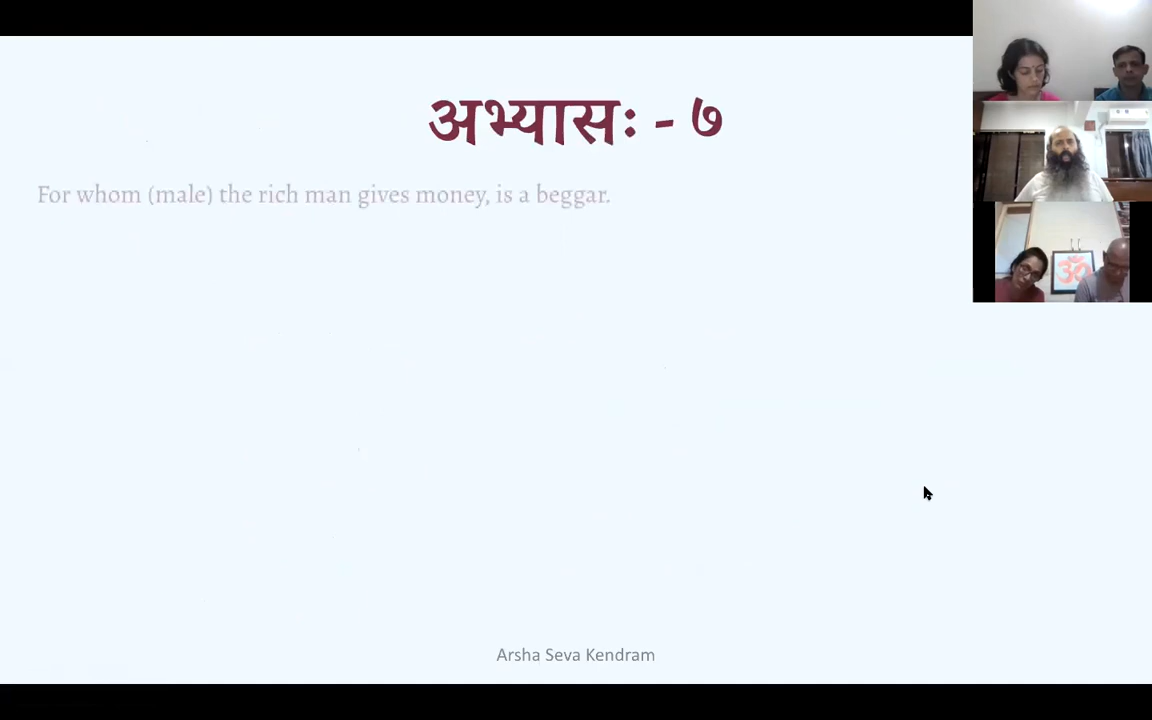 अभ्यासः - ७
For whom (male) the rich man gives money, is a beggar.
ॐ
Arsha Seva Kendram